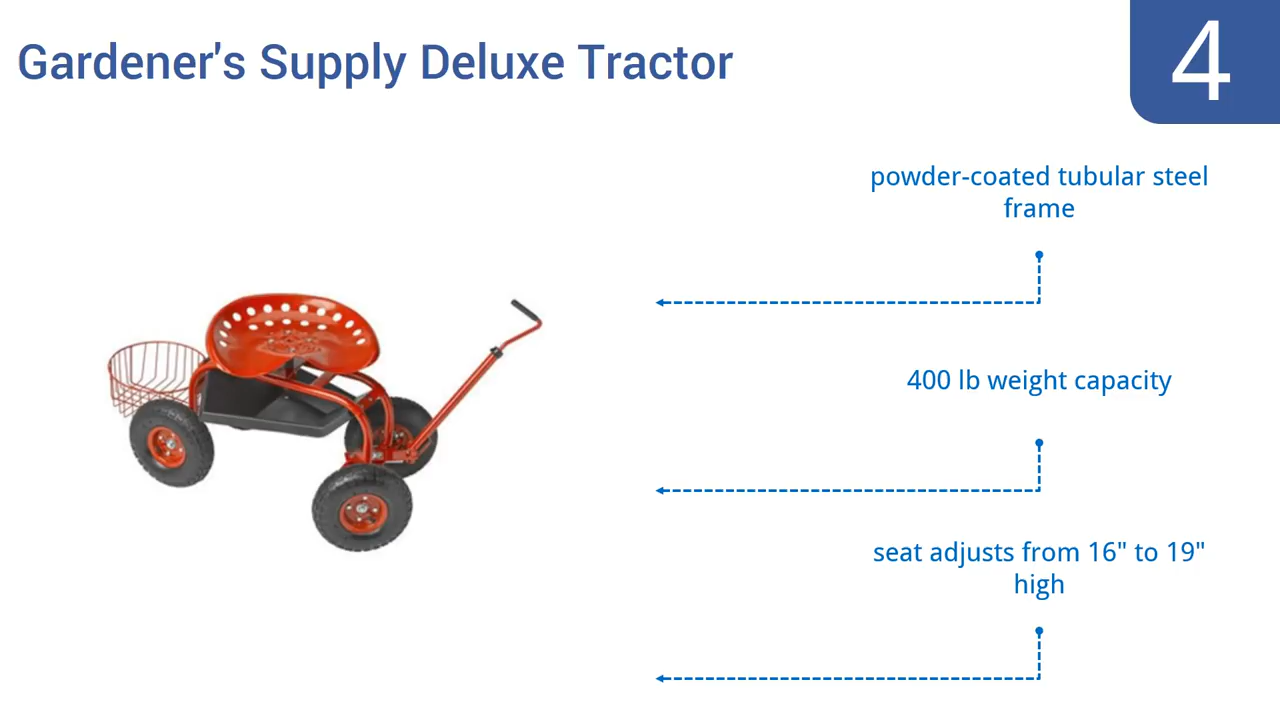 Gardener's Supply Deluxe Tractor
4
powder-coated tubular steel
frame
400 lb weight capacity
seat adjusts from 16" to 19"
high